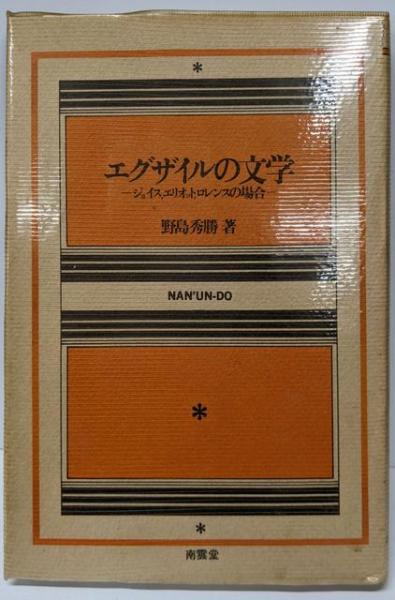 *
エグザイルの文学
―ジョイス、エリオット、ロレンスの場合―
野島秀勝著
NAN'UN-DO
*
*
南雲堂